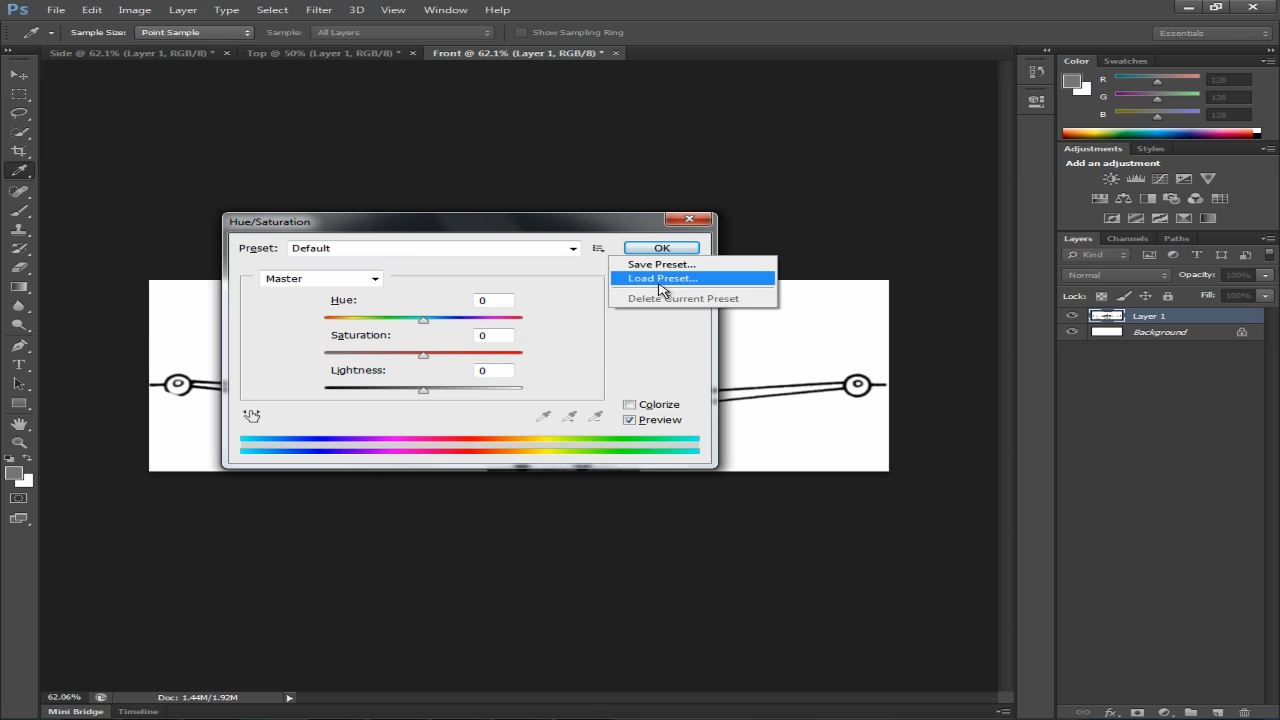 Ps File Edit Image Layer Type Select Filter 3D View Window Help
Sample Size: Point Sample Sample: All Layers Show Sampling Ring Essentials
Side @ 62.1% (Layer 1, RGB/8) * × Top @ 50% (Layer 1, RGB/8) * × Front @ 62.1% (Layer 1, RGB/8) * ×
Color Swatches
R 128
G 128
B 128
Adjustments Styles
Add an adjustment
Layers Channels Paths
Kind
Normal Opacity: 100%
Lock: Fill: 100%
Layer 1
Background
Hue/Saturation
Preset: Default OK
Save Preset...
Load Preset...
Delete Current Preset
Master
Hue: 0
Saturation: 0
Lightness: 0
Colorize
Preview
62.06% Doc: 1.44M/1.92M
Mini Bridge Timeline